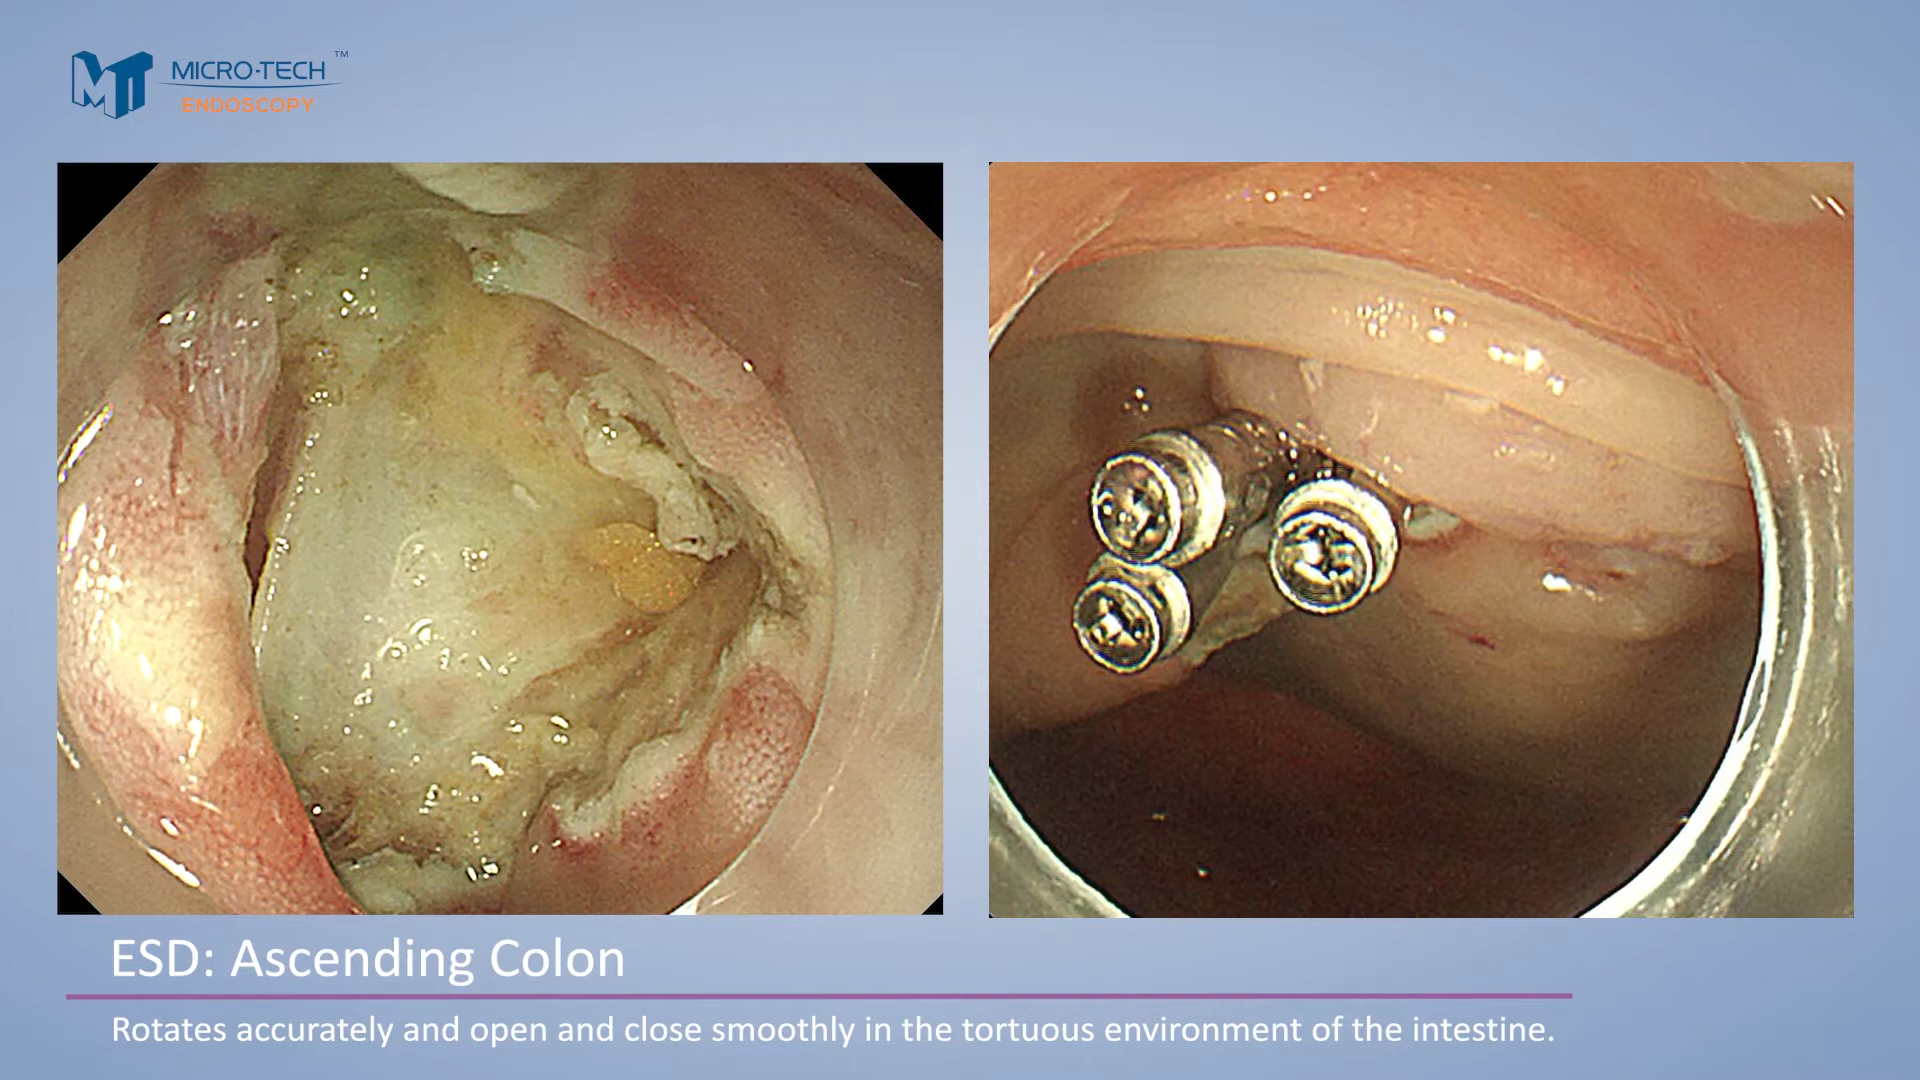 MICRO-TECH™
ENDOSCOPY
ESD: Ascending Colon
Rotates accurately and open and close smoothly in the tortuous environment of the intestine.